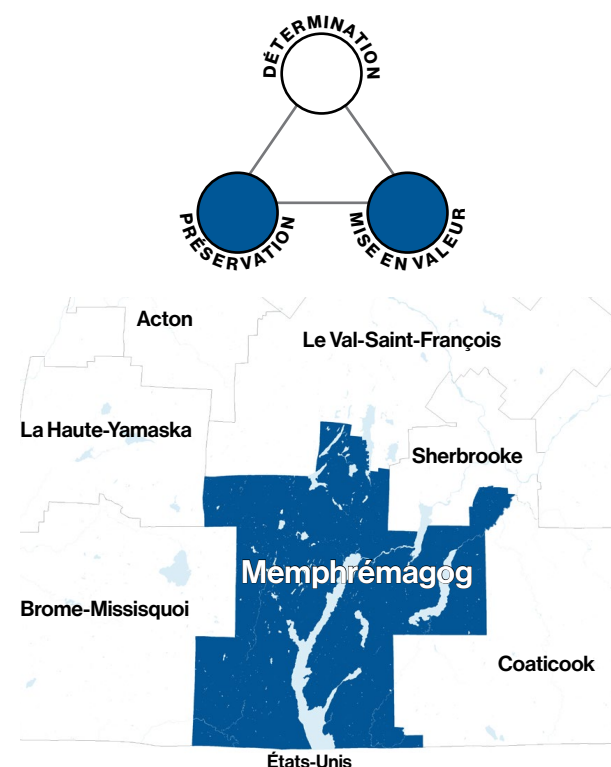 DÉTERMINATION
PRÉSERVATION
MISE EN VALEUR
Acton
Le Val-Saint-François
La Haute-Yamaska
Sherbrooke
Memphrémagog
Brome-Missisquoi
Coaticook
États-Unis